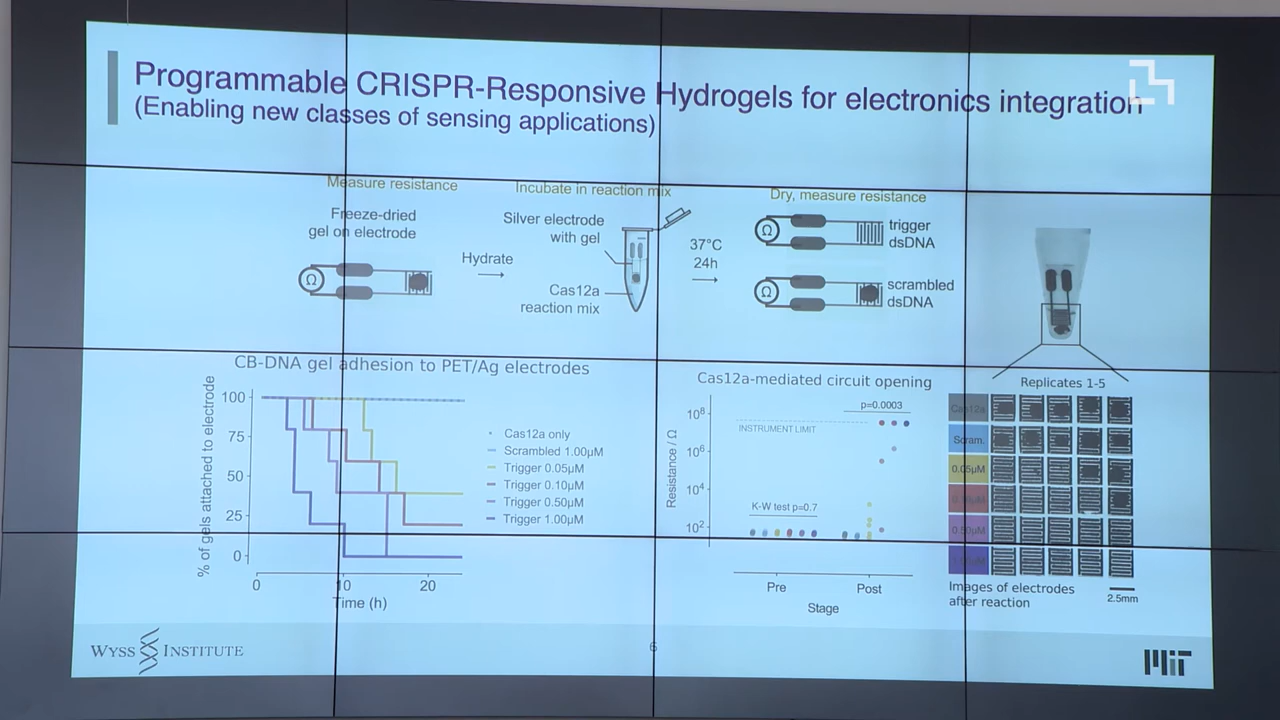 Programmable CRISPR-Responsive Hydrogels for electronics integration
(Enabling new classes of sensing applications)
Measure resistance
Incubate in reaction mix
Dry, measure resistance
Freeze-dried
gel on electrode
Ω
Hydrate
Silver electrode
with gel
Cas12a
reaction mix
37°C
24h
Ω
trigger
dsDNA
Ω
scrambled
dsDNA
CB-DNA gel adhesion to PET/Ag electrodes
% of gels attached to electrode
100
75
50
25
0
0
10
20
Time (h)
Cas12a only
Scrambled 1.00µM
Trigger 0.05µM
Trigger 0.10µM
Trigger 0.50µM
Trigger 1.00µM
Cas12a-mediated circuit opening
p=0.0003
INSTRUMENT LIMIT
Resistance / Ω
10⁸
10⁶
10⁴
10²
K-W test p=0.7
Pre
Post
Stage
Replicates 1-5
Cas12a
Scram.
0.05µM
0.50µM
Images of electrodes
after reaction
2.5mm
WYSS INSTITUTE
6
MIT